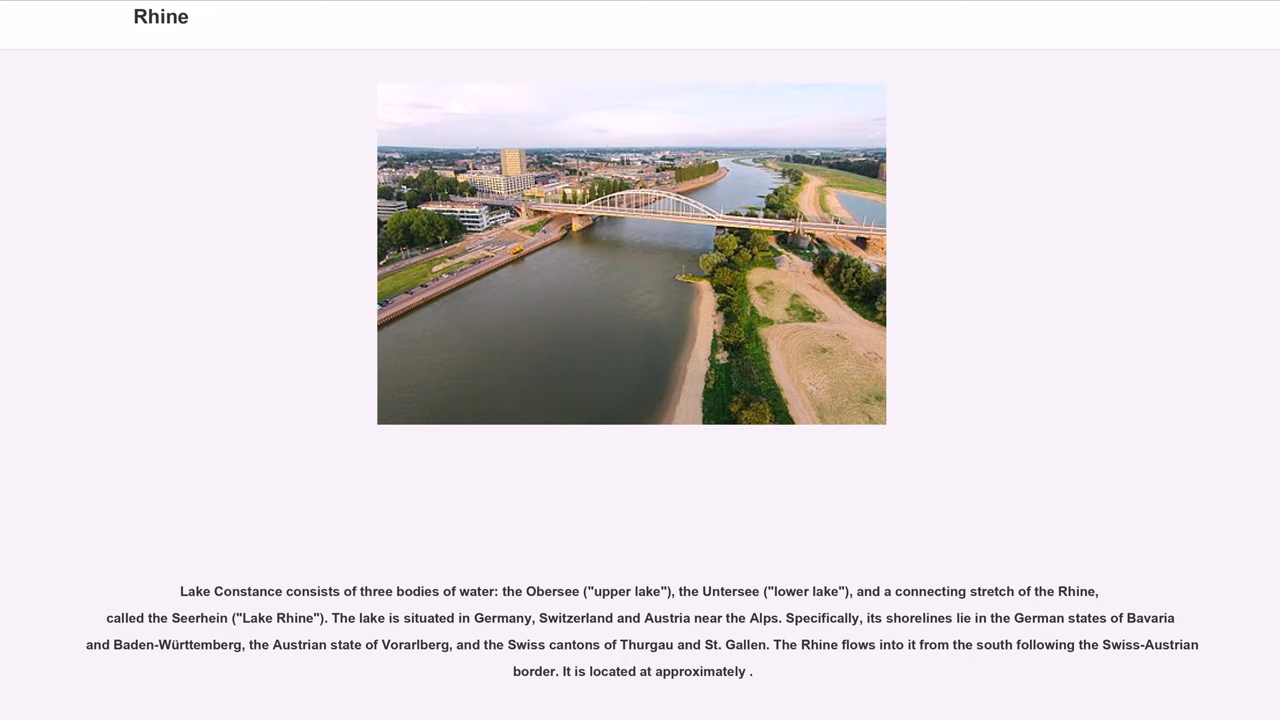 Rhine
Lake Constance consists of three bodies of water: the Obersee ("upper lake"), the Untersee ("lower lake"), and a connecting stretch of the Rhine,
called the Seerhein ("Lake Rhine"). The lake is situated in Germany, Switzerland and Austria near the Alps. Specifically, its shorelines lie in the German states of Bavaria
and Baden-Württemberg, the Austrian state of Vorarlberg, and the Swiss cantons of Thurgau and St. Gallen. The Rhine flows into it from the south following the Swiss-Austrian
border. It is located at approximately .